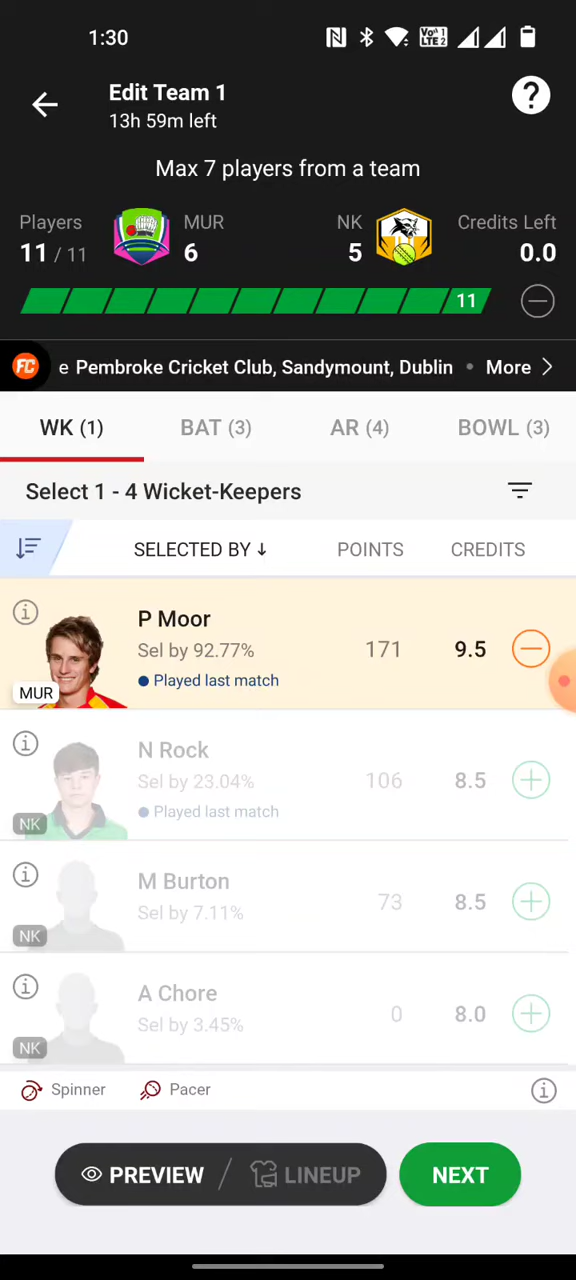 1:30
Vo 1
LTE 2
Edit Team 1
13h 59m left
?
Max 7 players from a team
Players
11 / 11
MUR
6
NK
5
Credits Left
0.0
11
FC
e Pembroke Cricket Club, Sandymount, Dublin • More
WK (1)
BAT (3)
AR (4)
BOWL (3)
Select 1 - 4 Wicket-Keepers
SELECTED BY ↓ POINTS CREDITS
P Moor
Sel by 92.77%
171
9.5
Played last match
MUR
N Rock
Sel by 23.04%
106
8.5
Played last match
NK
M Burton
Sel by 7.11%
73
8.5
NK
A Chore
Sel by 3.45%
0
8.0
NK
Spinner Pacer
PREVIEW / LINEUP
NEXT